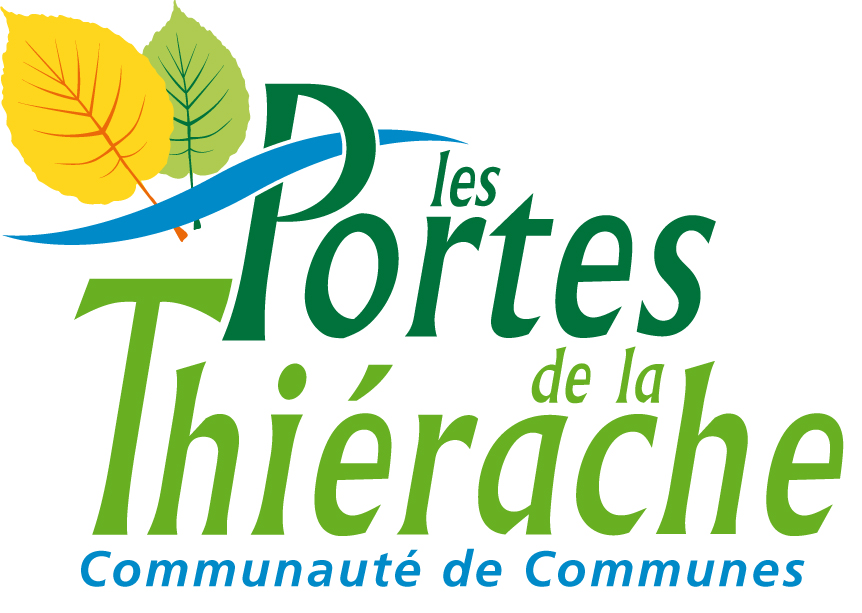 les
Portes
de la
Thiérache
Communauté de Communes